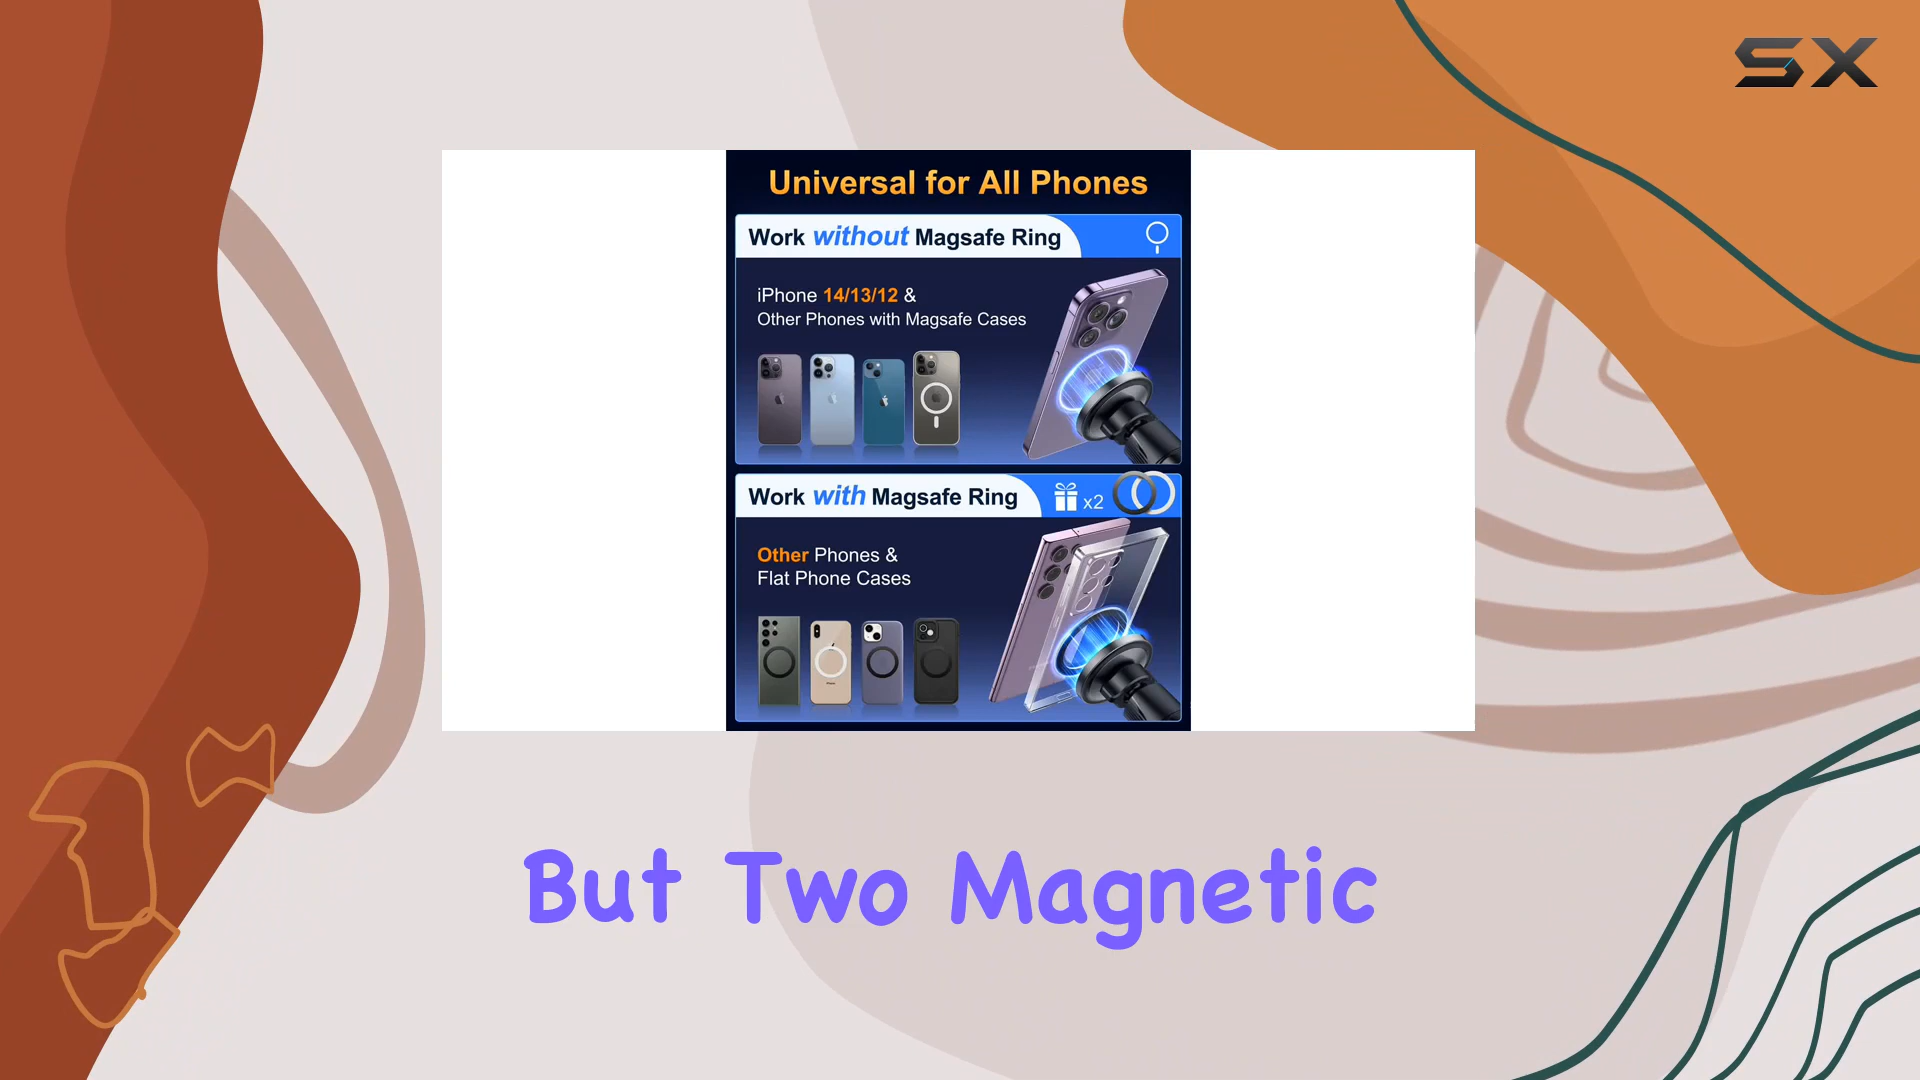 SX
Universal for All Phones
Work without Magsafe Ring
iPhone 14/13/12 &
Other Phones with Magsafe Cases
Work with Magsafe Ring
x2
Other Phones &
Flat Phone Cases
But Two Magnetic